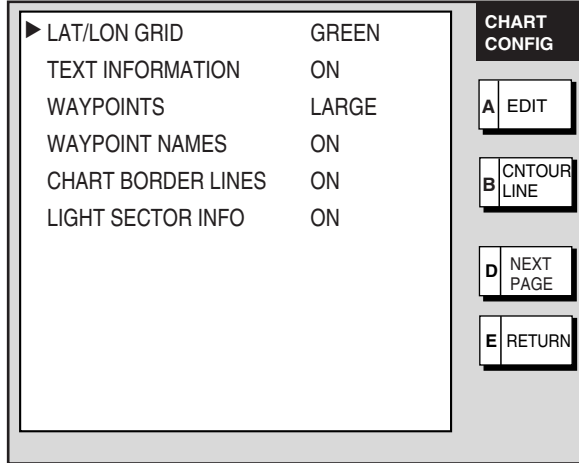 ▶ LAT/LON GRID GREEN
TEXT INFORMATION ON
WAYPOINTS LARGE
WAYPOINT NAMES ON
CHART BORDER LINES ON
LIGHT SECTOR INFO ON
CHART
CONFIG
A EDIT
B CNTOUR
LINE
D NEXT
PAGE
E RETURN